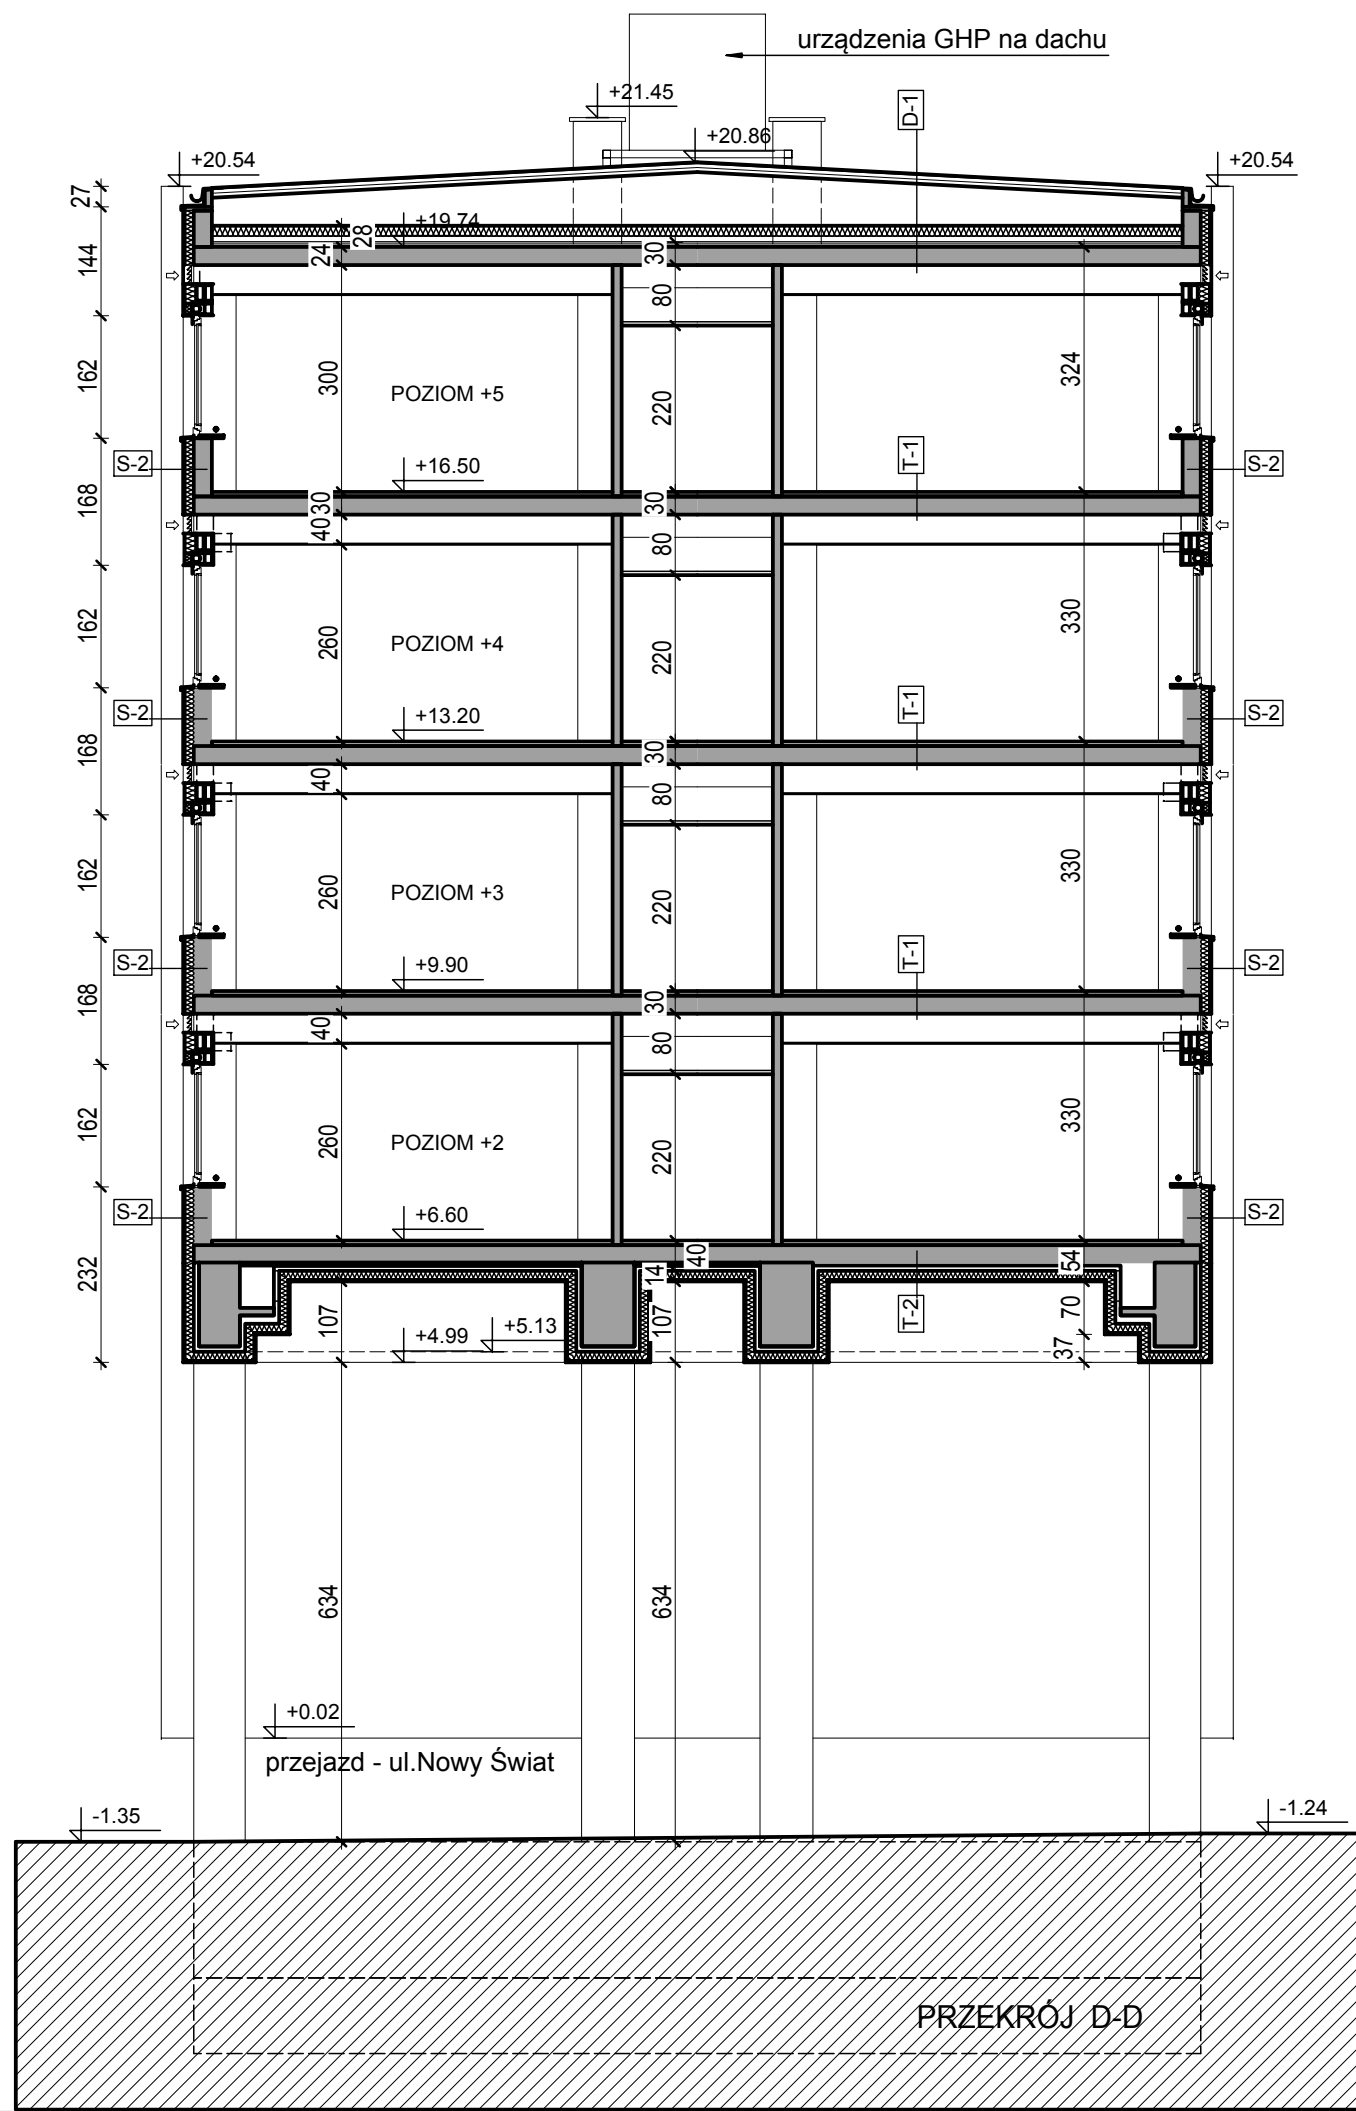 urządzenia GHP na dachu
+21.45
D-1
+20.86
+20.54
+20.54
27
+19.74
28
24
30
144
80
162
300
324
POZIOM +5
220
S-2
+16.50
T-1
S-2
168
30
30
40
80
162
260
330
POZIOM +4
220
S-2
+13.20
T-1
S-2
168
30
40
80
162
260
330
POZIOM +3
220
S-2
+9.90
T-1
S-2
168
30
40
80
162
260
330
POZIOM +2
220
S-2
+6.60
S-2
232
40
54
14
107
107
70
T-2
+4.99
+5.13
37
634
634
+0.02
przejazd - ul.Nowy Świat
-1.35
-1.24
PRZEKRÓJ D-D